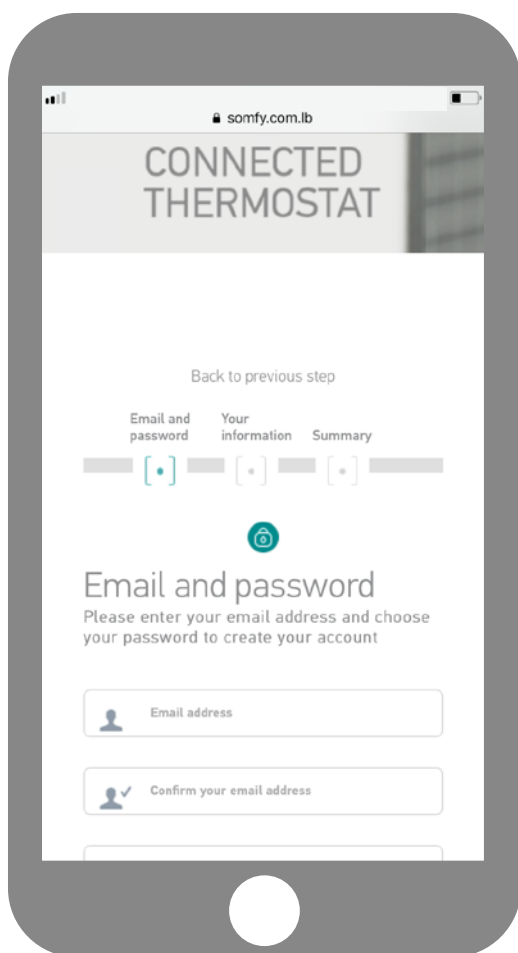 somfy.com.lb
CONNECTED
THERMOSTAT
Back to previous step
Email and
password
Your
information
Summary
Email and password
Please enter your email address and choose
your password to create your account
Email address
Confirm your email address